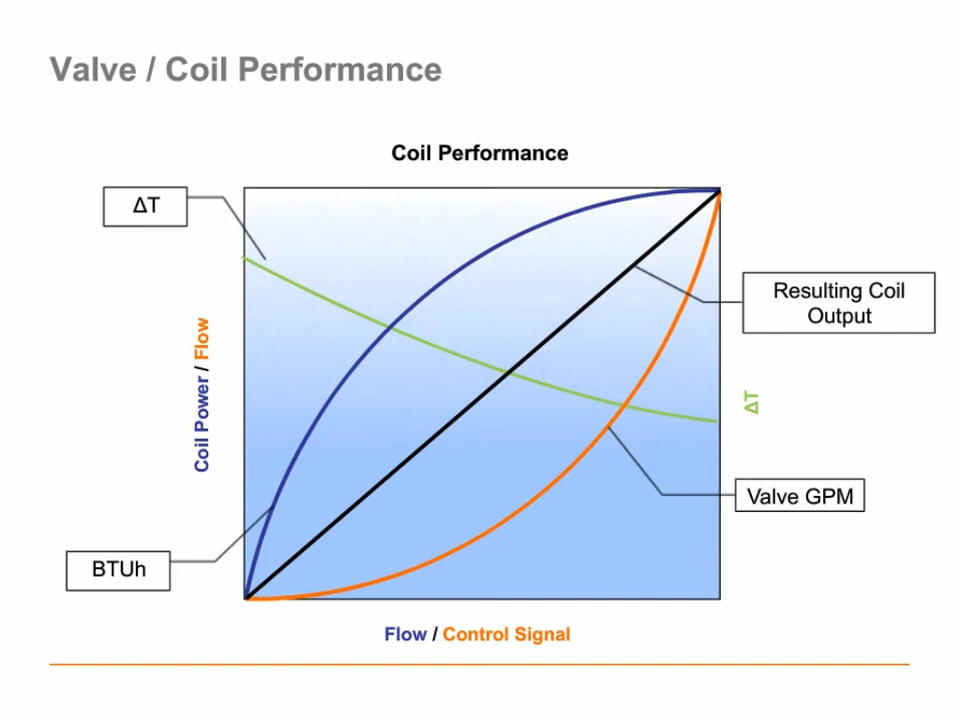 Valve / Coil Performance
Coil Performance
ΔT
Resulting Coil
Output
Coil Power / Flow
ΔT
Valve GPM
BTUh
Flow / Control Signal